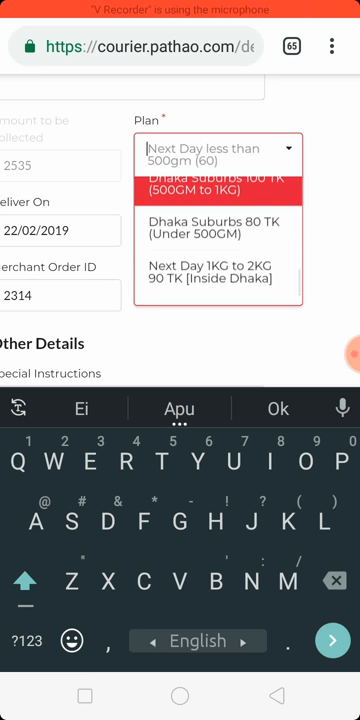 "V Recorder" is using the microphone
https://courier.pathao.com/de
65
mount to be
ollected
Plan*
2535
Next Day less than
500gm (60)
Dhaka Suburbs 100 TK
(500GM to 1KG)
Dhaka Suburbs 80 TK
(Under 500GM)
Next Day 1KG to 2KG
90 TK [Inside Dhaka]
eliver On
22/02/2019
erchant Order ID
2314
ther Details
pecial Instructions
Ei Apu Ok
1 2 3 4 5 6 7 8 9 0
Q W E R T Y U I O P
@ # & * - ! ? ( )
A S D F G H J K L
" ' : /
Z X C V B N M
?123 , English .